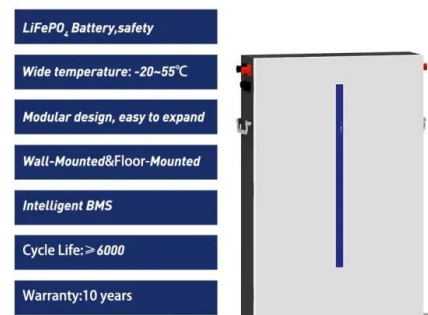 LiFePO₄ Battery,safety
Wide temperature: -20~55℃
Modular design, easy to expand
Wall-Mounted&Floor-Mounted
Intelligent BMS
Cycle Life:≥6000
Warranty:10 years